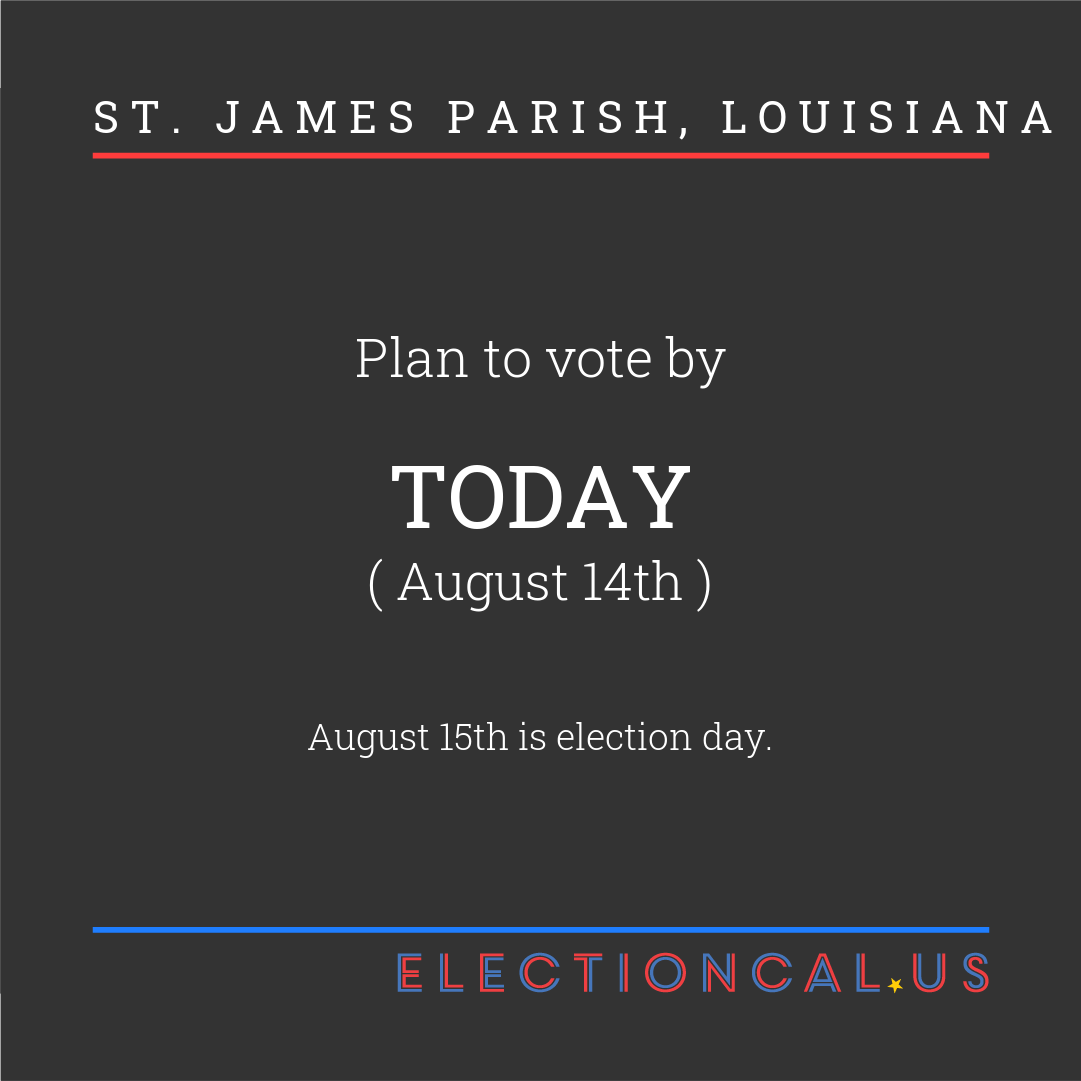 ST. JAMES PARISH, LOUISIANA
Plan to vote by
TODAY
( August 14th )
August 15th is election day.
ELECTIONCAL.US